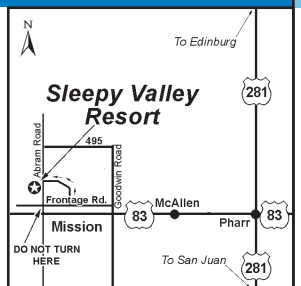 N
To Edinburg
281
Sleepy Valley
Resort
Abram Road
495
Goodwin Road
Frontage Rd.
McAllen
83
83
Mission
Pharr
DO NOT TURN
HERE
To San Juan
281